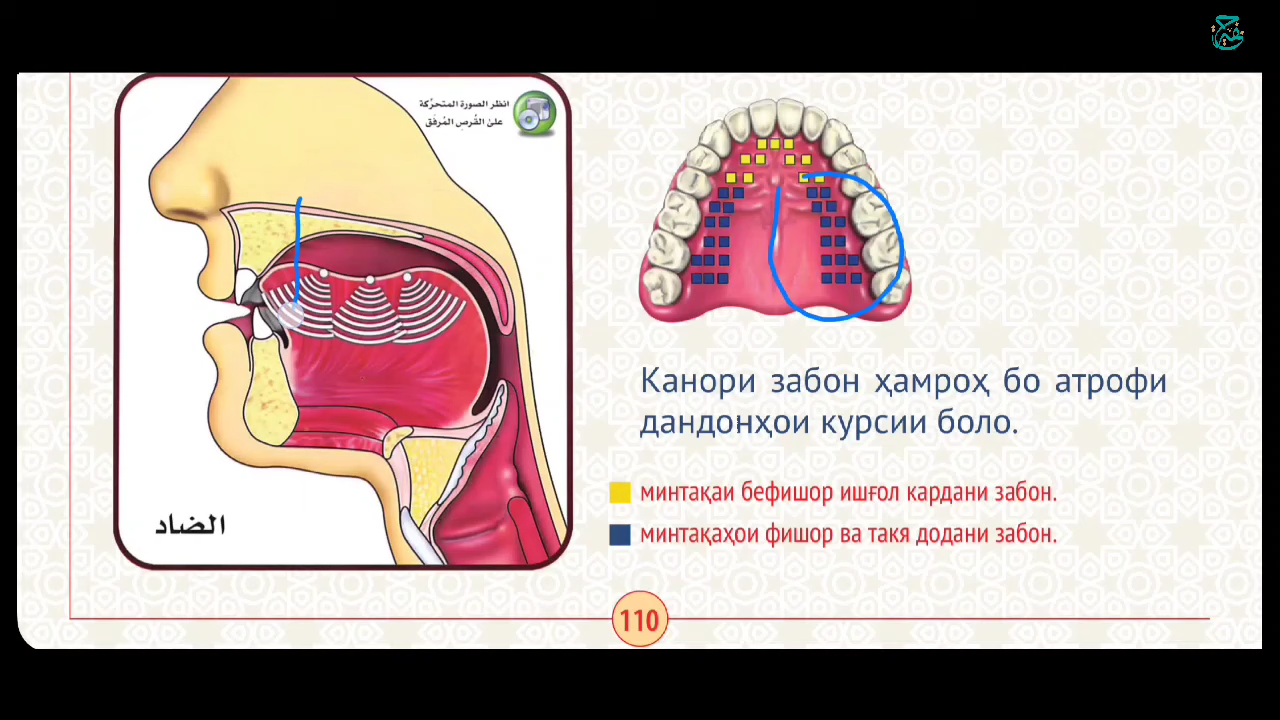 انظر الصورة المتحركة
على القرص المرفق
الضاد
Канори забон ҳамроҳ бо атрофи
дандонҳои курсии боло.
минтақаи бефишор ишғол кардани забон.
минтақаҳои фишор ва такя додани забон.
110